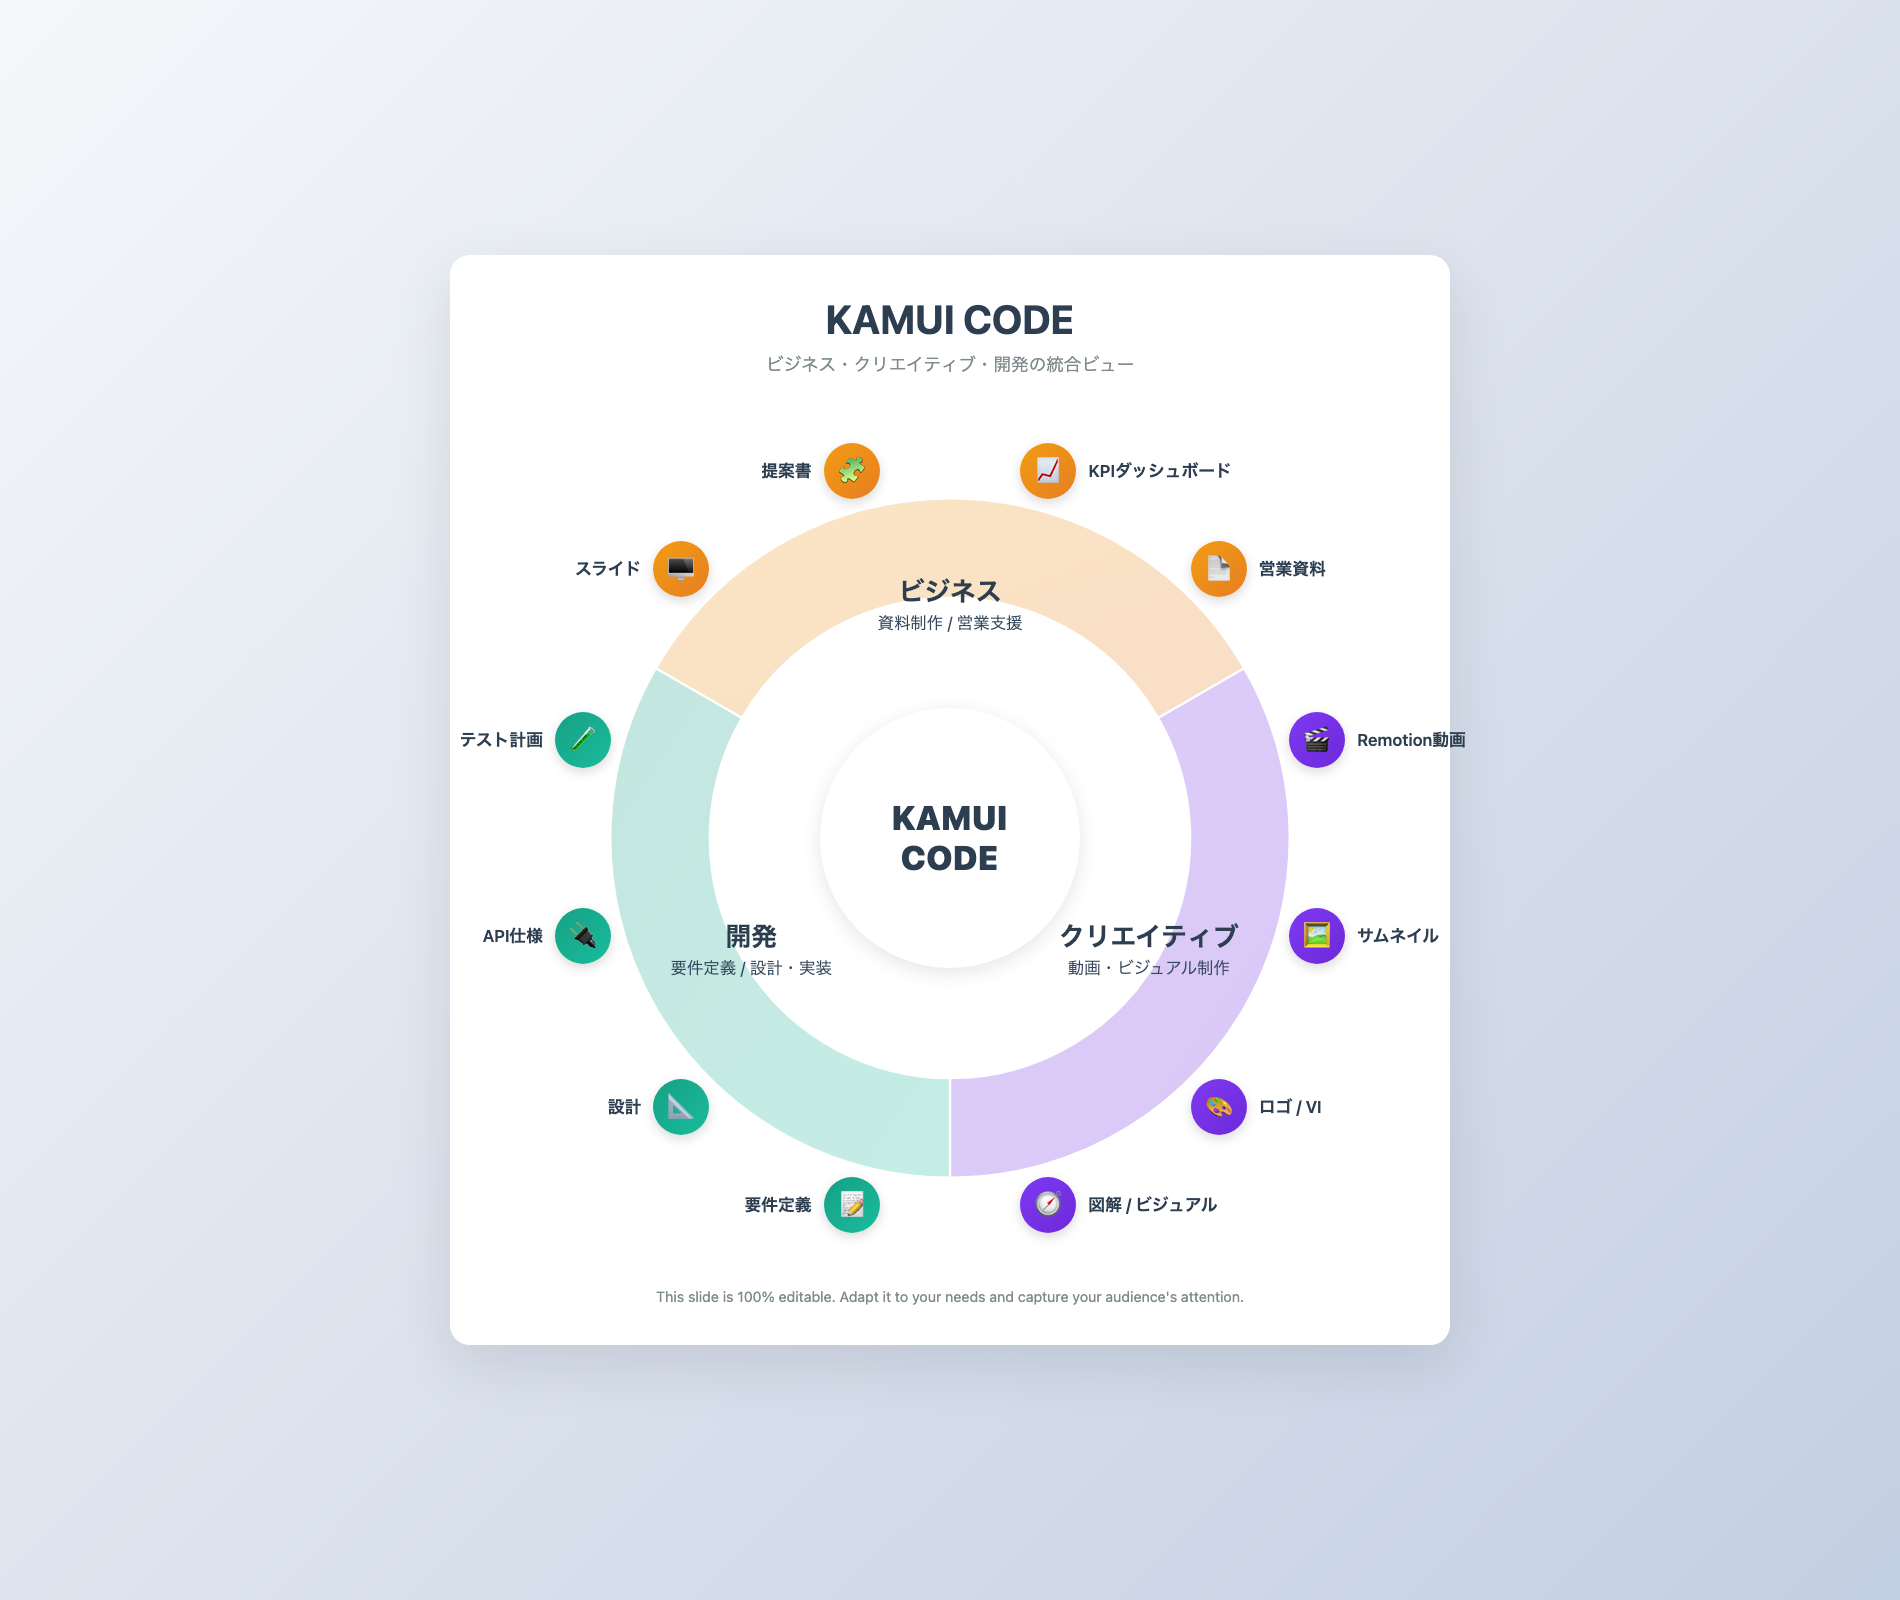 KAMUI CODE
ビジネス・クリエイティブ・開発の統合ビュー
提案書
KPIダッシュボード
スライド
営業資料
ビジネス
資料制作 / 営業支援
テスト計画
Remotion動画
KAMUI
CODE
API仕様
開発
要件定義 / 設計・実装
クリエイティブ
動画・ビジュアル制作
サムネイル
設計
ロゴ / VI
要件定義
図解 / ビジュアル
This slide is 100% editable. Adapt it to your needs and capture your audience's attention.